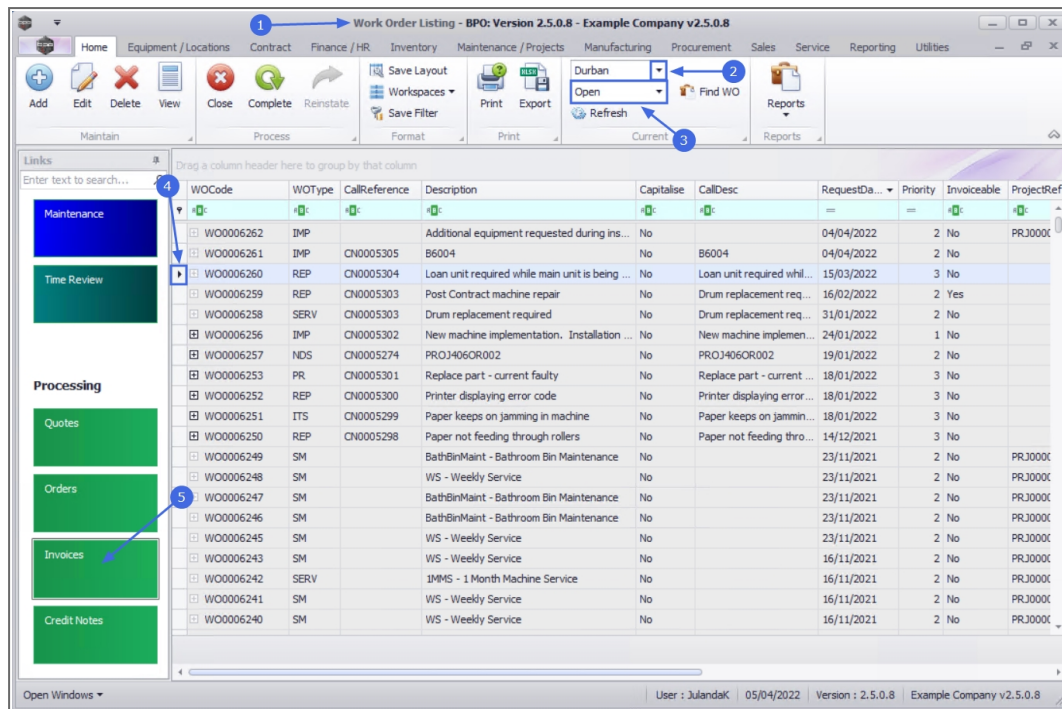 1
Work Order Listing - BPO: Version 2.5.0.8 - Example Company v2.5.0.8
Home Equipment / Locations Contract Finance / HR Inventory Maintenance / Projects Manufacturing Procurement Sales Service Reporting Utilities
Add Edit Delete View Close Complete Reinstate Save Layout Workspaces Save Filter Print Export Durban Open Refresh Find WO Reports
2
3
Maintain Process Format Print Current Reports
Links
Enter text to search...
Maintenance
Time Review
Processing
Quotes
Orders
Invoices
Credit Notes
4
5
Drag a column header here to group by that column
WOCode WOType CallReference Description Capitalise CallDesc RequestDa... Priority Invoiceable ProjectRef
WO0006262 IMP Additional equipment requested during ins... No 04/04/2022 2 No PRJ0000
WO0006261 IMP CN0005305 B6004 No B6004 04/04/2022 2 No
WO0006260 REP CN0005304 Loan unit required while main unit is being ... No Loan unit required whil... 15/03/2022 3 No
WO0006259 REP CN0005303 Post Contract machine repair No Drum replacement req... 16/02/2022 2 Yes
WO0006258 SERV CN0005303 Drum replacement required No Drum replacement req... 31/01/2022 2 No
WO0006256 IMP CN0005302 New machine implementation. Installation ... No New machine implemen... 24/01/2022 1 No
WO0006257 NDS CN0005274 PROJ406OR002 No PROJ406OR002 19/01/2022 2 No
WO0006253 PR CN0005301 Replace part - current faulty No Replace part - current ... 18/01/2022 3 No
WO0006252 REP CN0005300 Printer displaying error code No Printer displaying error... 18/01/2022 3 No
WO0006251 ITS CN0005299 Paper keeps on jamming in machine No Paper keeps on jammin... 18/01/2022 3 No
WO0006250 REP CN0005298 Paper not feeding through rollers No Paper not feeding thro... 14/12/2021 3 No
WO0006249 SM BathBinMaint - Bathroom Bin Maintenance No 23/11/2021 2 No PRJ0000
WO0006248 SM WS - Weekly Service No 23/11/2021 2 No PRJ0000
WO0006247 SM BathBinMaint - Bathroom Bin Maintenance No 23/11/2021 2 No PRJ0000
WO0006246 SM BathBinMaint - Bathroom Bin Maintenance No 23/11/2021 2 No PRJ0000
WO0006245 SM WS - Weekly Service No 23/11/2021 2 No PRJ0000
WO0006243 SM WS - Weekly Service No 16/11/2021 2 No PRJ0000
WO0006242 SERV 1MMS - 1 Month Machine Service No 16/11/2021 2 No PRJ0000
WO0006241 SM WS - Weekly Service No 16/11/2021 2 No PRJ0000
WO0006240 SM WS - Weekly Service No 16/11/2021 2 No PRJ0000
Open Windows User : JulandaK 05/04/2022 Version : 2.5.0.8 Example Company v2.5.0.8